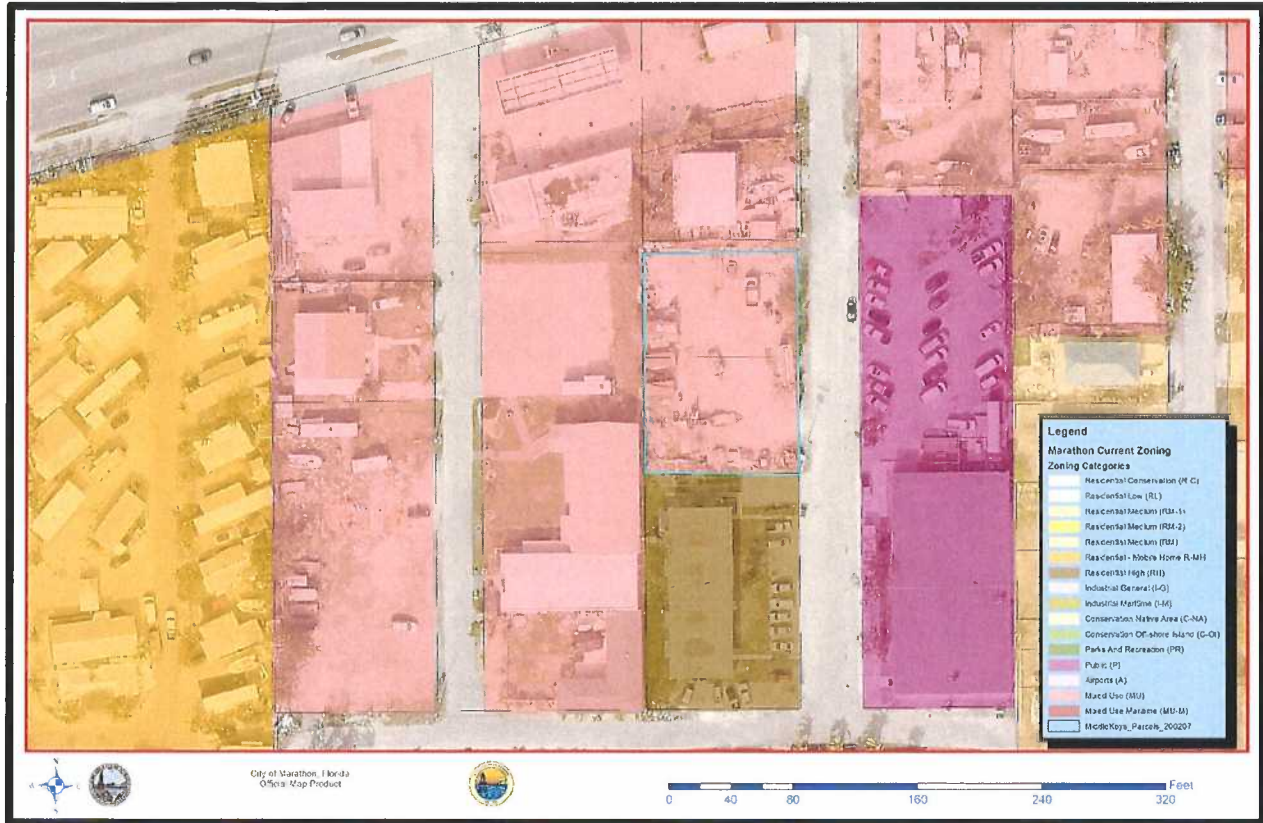 Legend
Marathon Current Zoning
Zoning Categories
Residential Conservation (R-C)
Residential Low (RL)
Residential Medium (RM-1)
Residential Medium (RM-2)
Residential Medium (RM)
Residential - Mobile Home R-MH
Residential High (RH)
Industrial General (I-G)
Industrial Maritime (I-M)
Conservation Native Area (C-NA)
Conservation Off-shore Island (C-OI)
Parks And Recreation (PR)
Public (P)
Airports (A)
Mixed Use (MU)
Mixed Use Maritime (MU-M)
MiddleKeys_Parcels_200207
N
W E
S
City of Marathon, Florida
Official Map Product
Feet
0 40 80 160 240 320